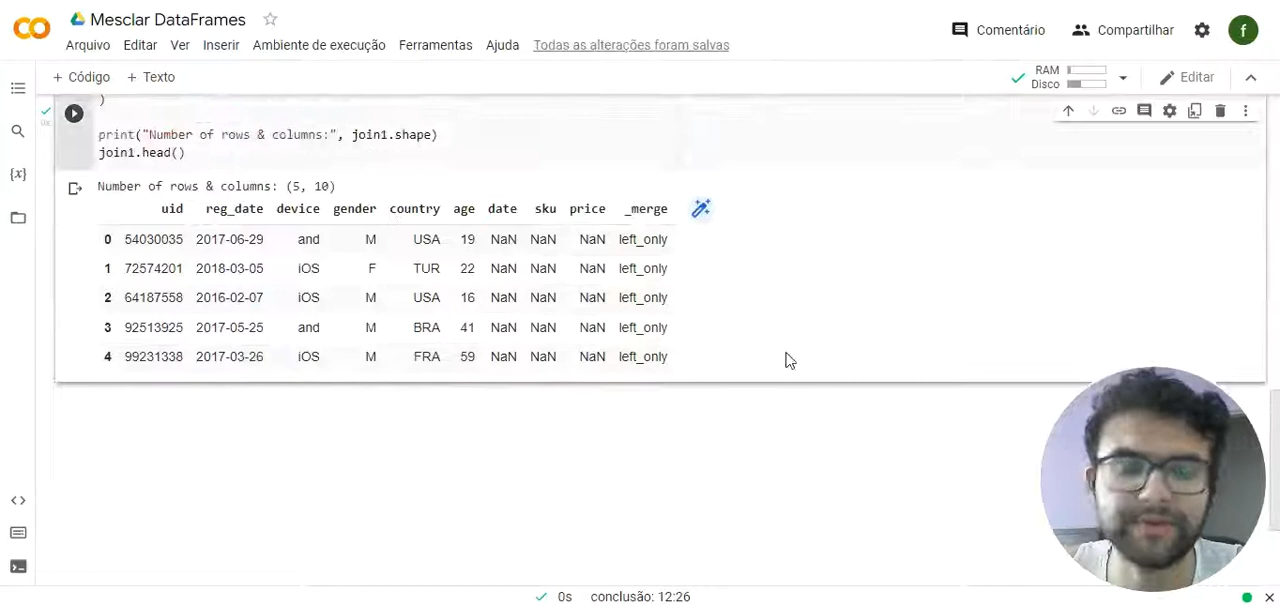 Mesclar DataFrames
Arquivo Editar Ver Inserir Ambiente de execução Ferramentas Ajuda Todas as alterações foram salvas
Comentário Compartilhar f
+ Código + Texto
RAM
Disco
Editar
)
print("Number of rows & columns:", join1.shape)
join1.head()
Number of rows & columns: (5, 10)
uid reg_date device gender country age date sku price _merge
0 54030035 2017-06-29 and M USA 19 NaN NaN NaN left_only
1 72574201 2018-03-05 iOS F TUR 22 NaN NaN NaN left_only
2 64187558 2016-02-07 iOS M USA 16 NaN NaN NaN left_only
3 92513925 2017-05-25 and M BRA 41 NaN NaN NaN left_only
4 99231338 2017-03-26 iOS M FRA 59 NaN NaN NaN left_only
0s conclusão: 12:26